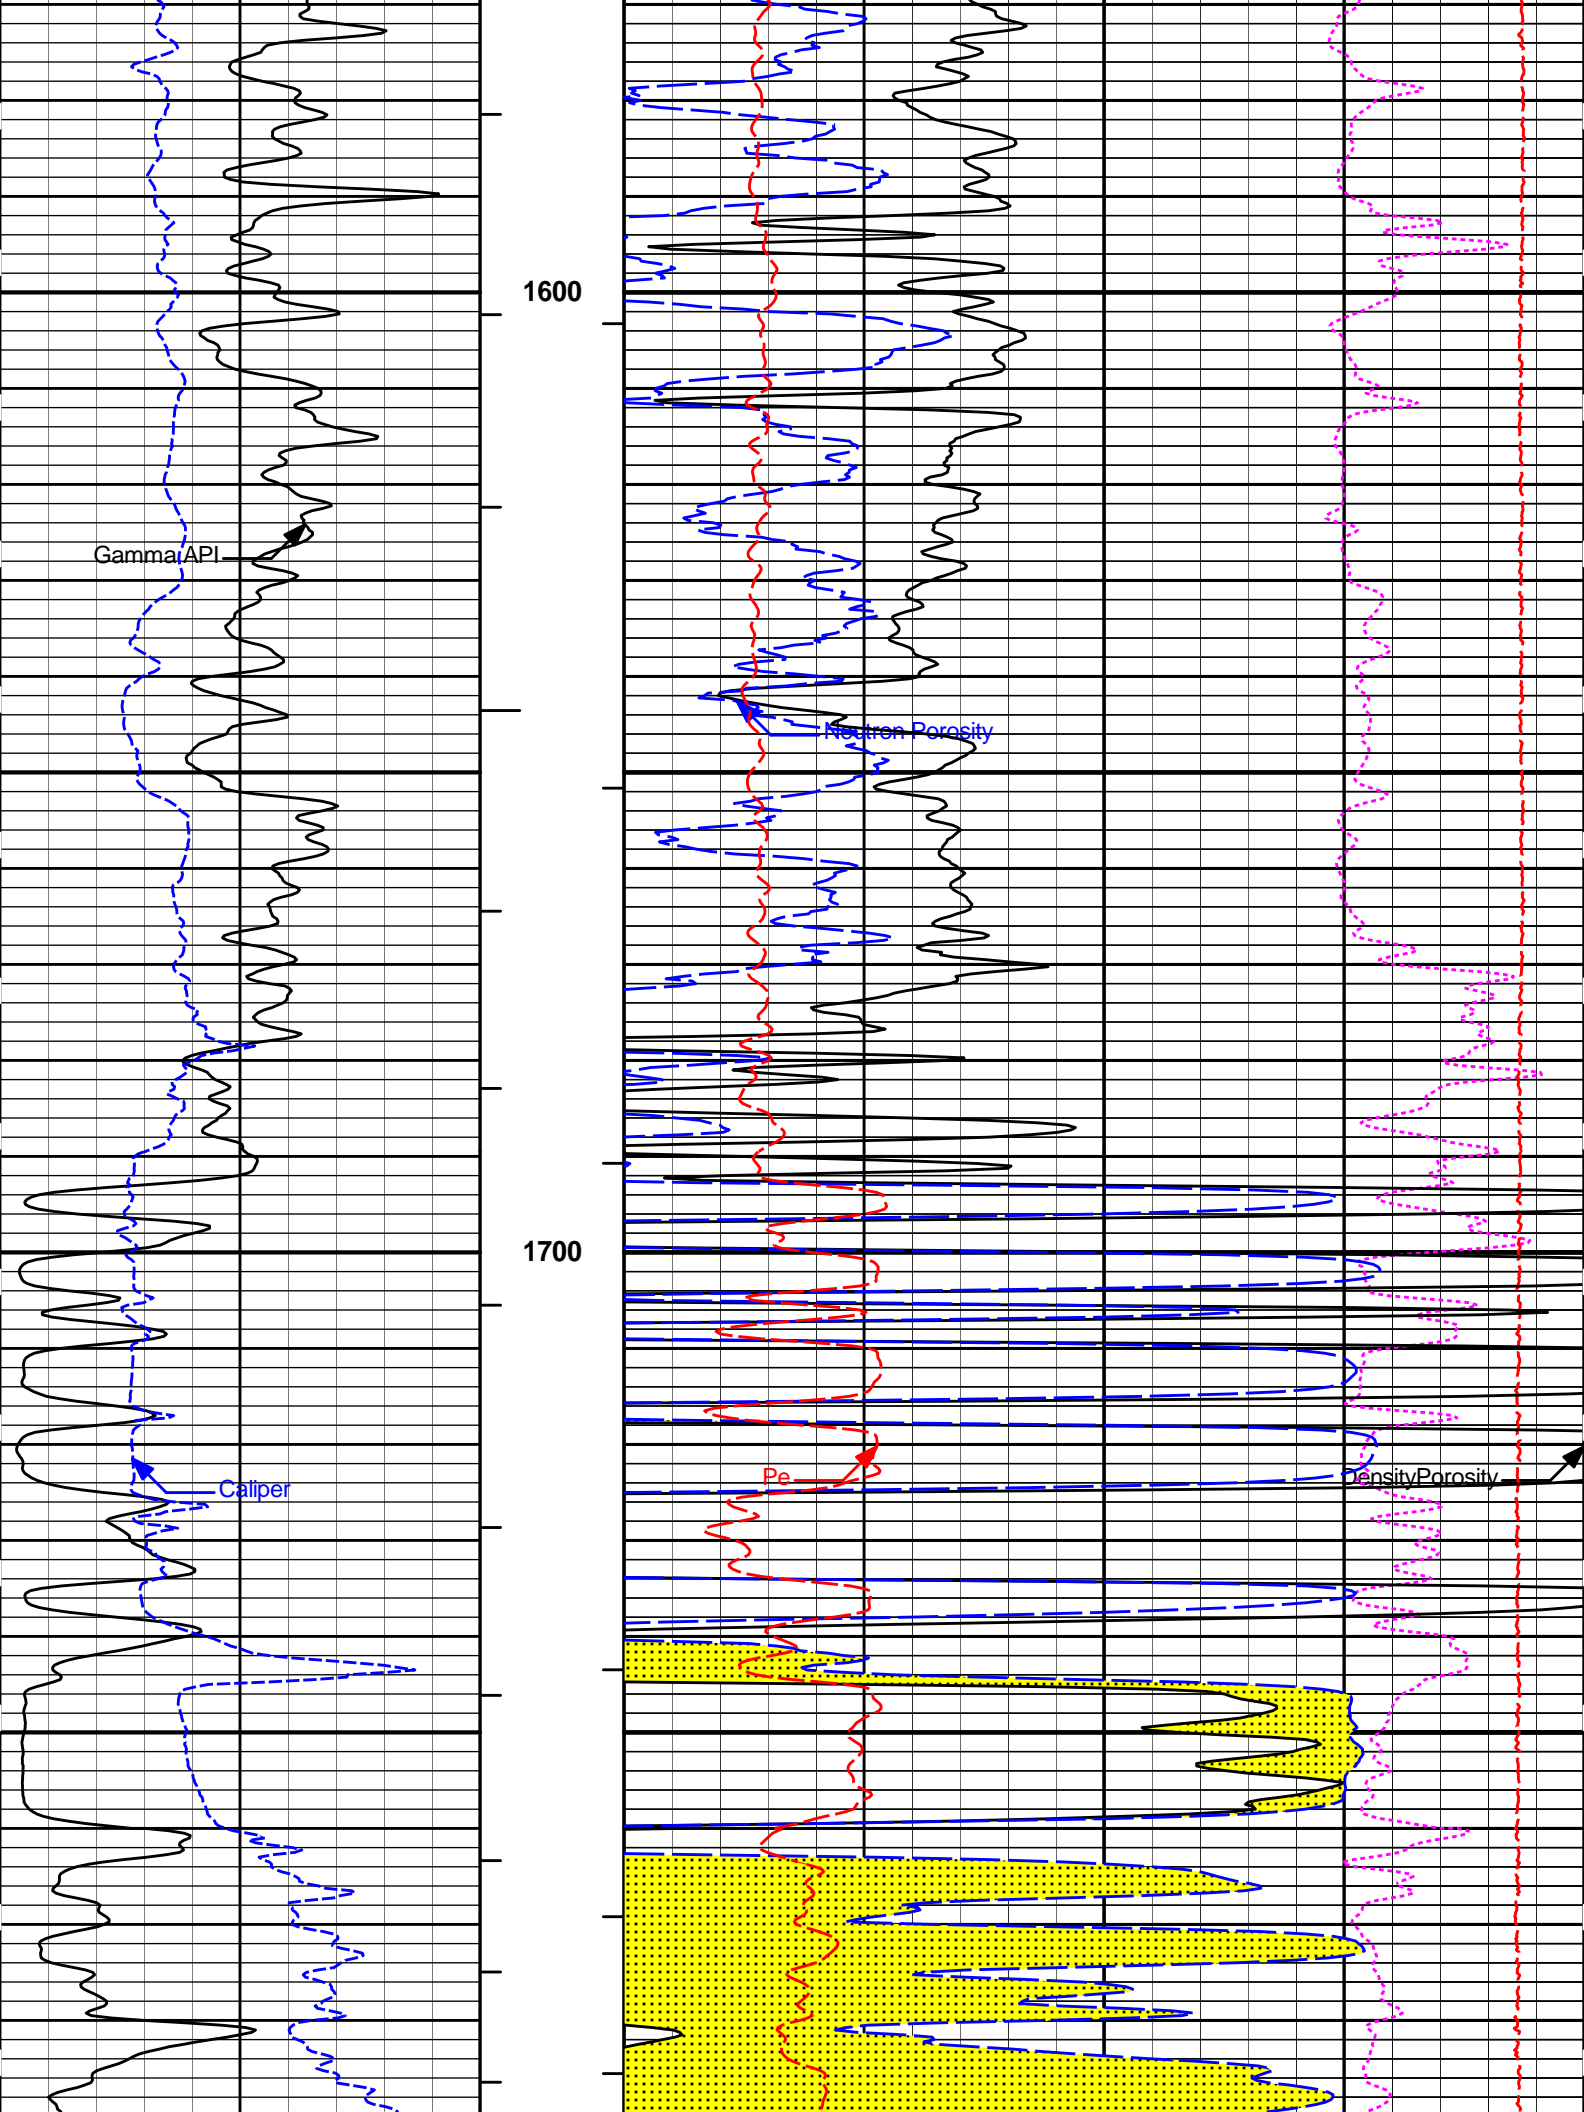 1600
Gamma API
Neutron Porosity
1700
Pe
DensityPorosity
Caliper